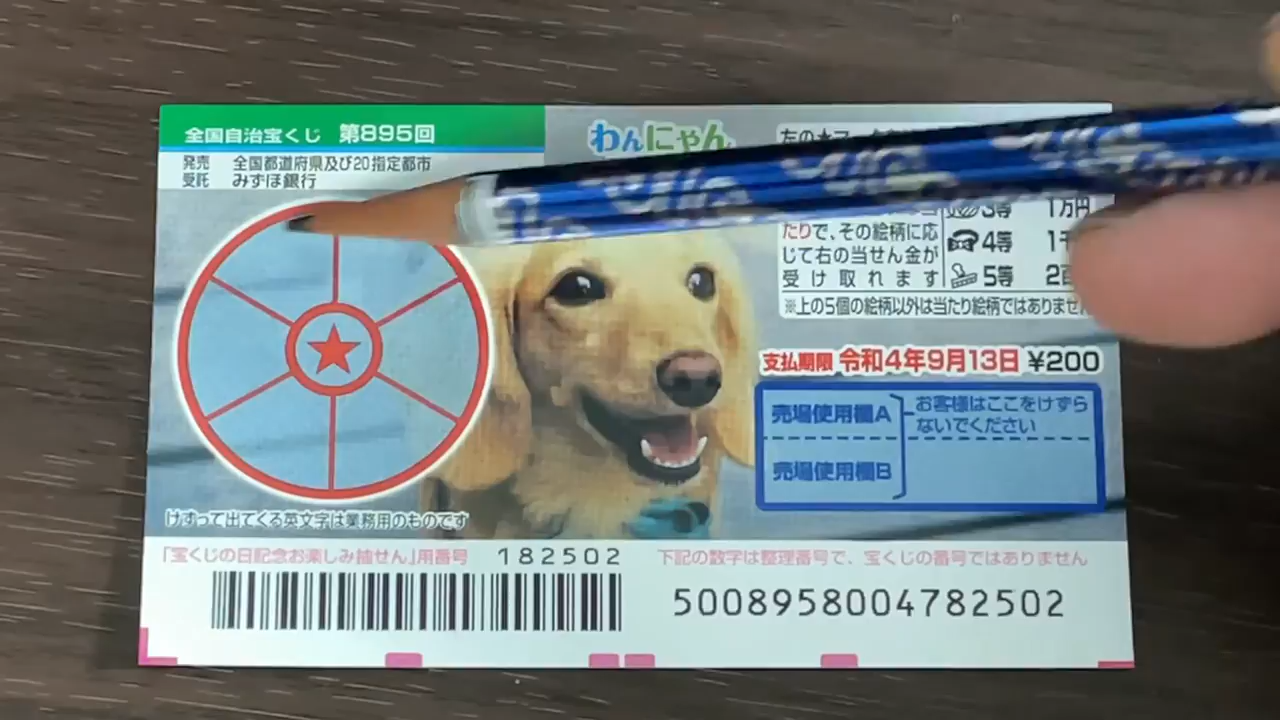 全国自治宝くじ 第895回
発売 全国都道府県及び20指定都市
受託 みずほ銀行
わんにゃん
3等 1万円
たりで、その絵柄に応
じて右の当せん金が
受け取れます
4等
5等
※上の5個の絵柄以外は当たり絵柄ではありません
支払期限 令和4年9月13日 ¥200
売場使用欄A
お客様はここをけずら
ないでください
売場使用欄B
けずって出てくる英文字は業務用のものです
「宝くじの日記念お楽しみ抽せん」用番号 182502
下記の数字は整理番号で、宝くじの番号ではありません
5008958004782502